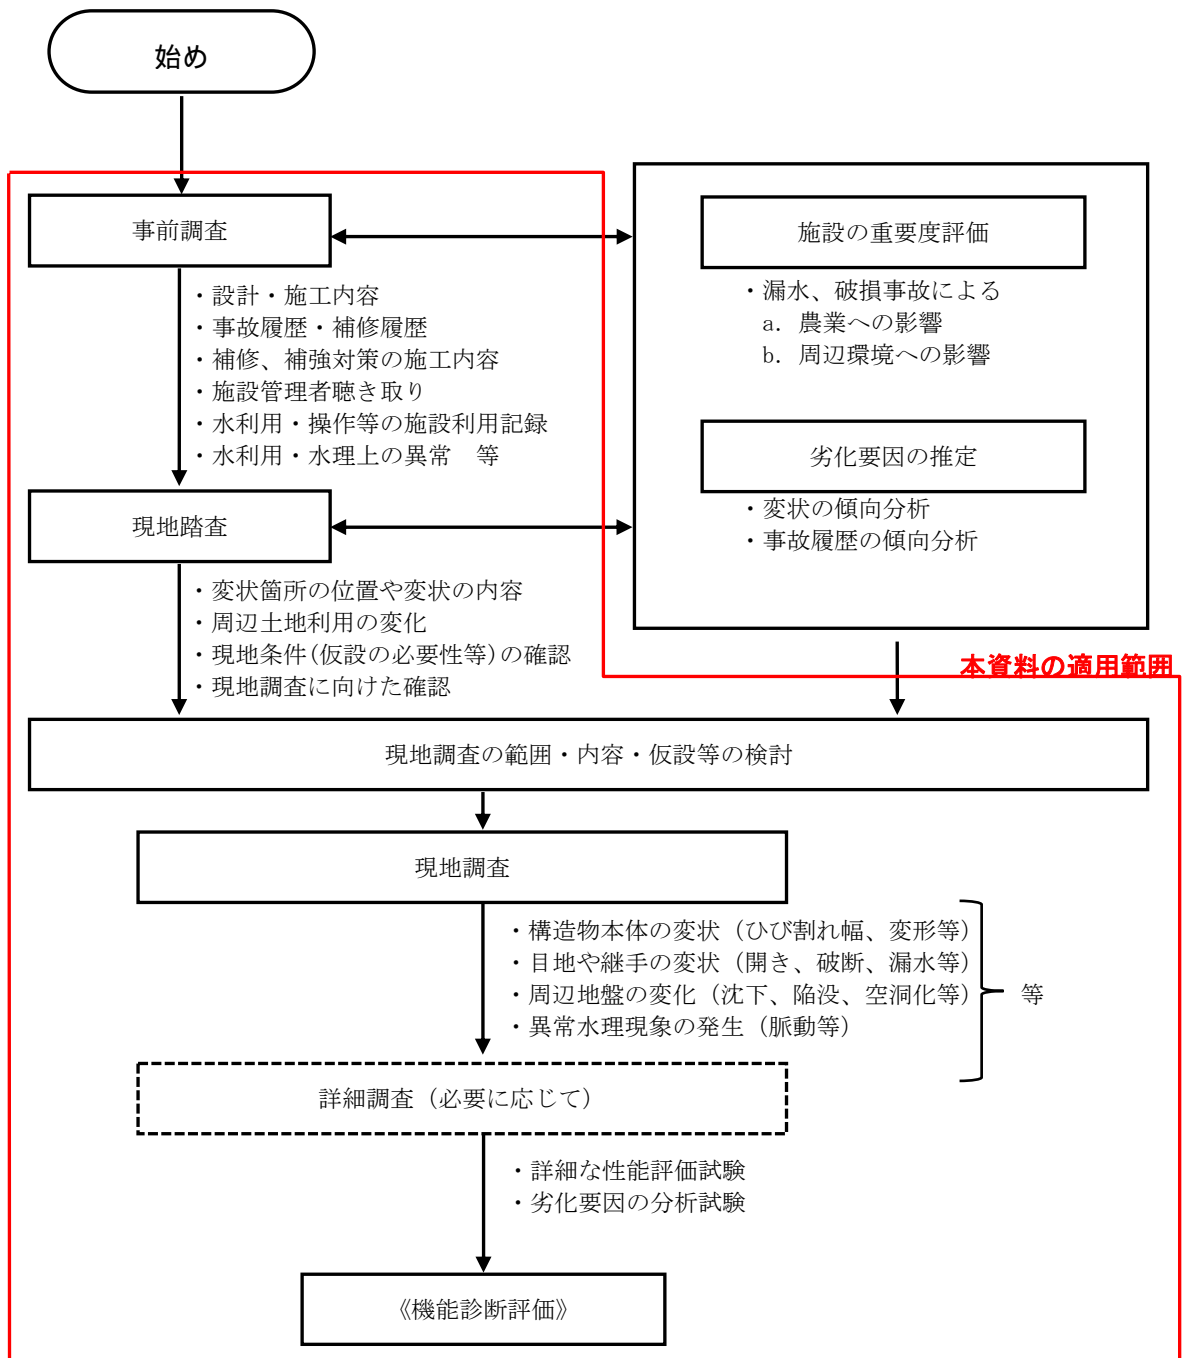 始め
事前調査
・設計・施工内容
・事故履歴・補修履歴
・補修、補強対策の施工内容
・施設管理者聴き取り
・水利用・操作等の施設利用記録
・水利用・水理上の異常　等
施設の重要度評価
・漏水、破損事故による
a. 農業への影響
b. 周辺環境への影響
劣化要因の推定
・変状の傾向分析
・事故履歴の傾向分析
現地踏査
・変状箇所の位置や変状の内容
・周辺土地利用の変化
・現地条件(仮設の必要性等)の確認
・現地調査に向けた確認
本資料の適用範囲
現地調査の範囲・内容・仮設等の検討
現地調査
・構造物本体の変状（ひび割れ幅、変形等）
・目地や継手の変状（開き、破断、漏水等）
・周辺地盤の変化（沈下、陥没、空洞化等）
・異常水理現象の発生（脈動等）
等
詳細調査（必要に応じて）
・詳細な性能評価試験
・劣化要因の分析試験
《機能診断評価》